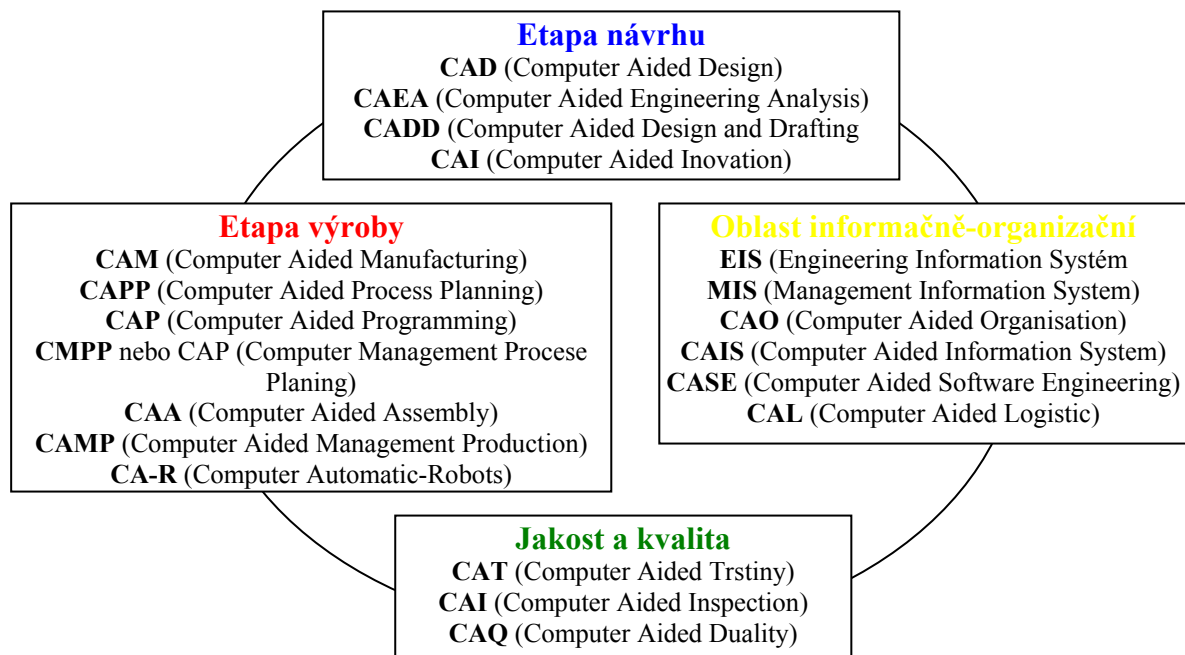 Etapa návrhu
CAD (Computer Aided Design)
CAEA (Computer Aided Engineering Analysis)
CADD (Computer Aided Design and Drafting
CAI (Computer Aided Inovation)
Etapa výroby
CAM (Computer Aided Manufacturing)
CAPP (Computer Aided Process Planning)
CAP (Computer Aided Programming)
CMPP nebo CAP (Computer Management Procese
Planing)
CAA (Computer Aided Assembly)
CAMP (Computer Aided Management Production)
CA-R (Computer Automatic-Robots)
Oblast informačně-organizační
EIS (Engineering Information Systém
MIS (Management Information System)
CAO (Computer Aided Organisation)
CAIS (Computer Aided Information System)
CASE (Computer Aided Software Engineering)
CAL (Computer Aided Logistic)
Jakost a kvalita
CAT (Computer Aided Trstiny)
CAI (Computer Aided Inspection)
CAQ (Computer Aided Duality)